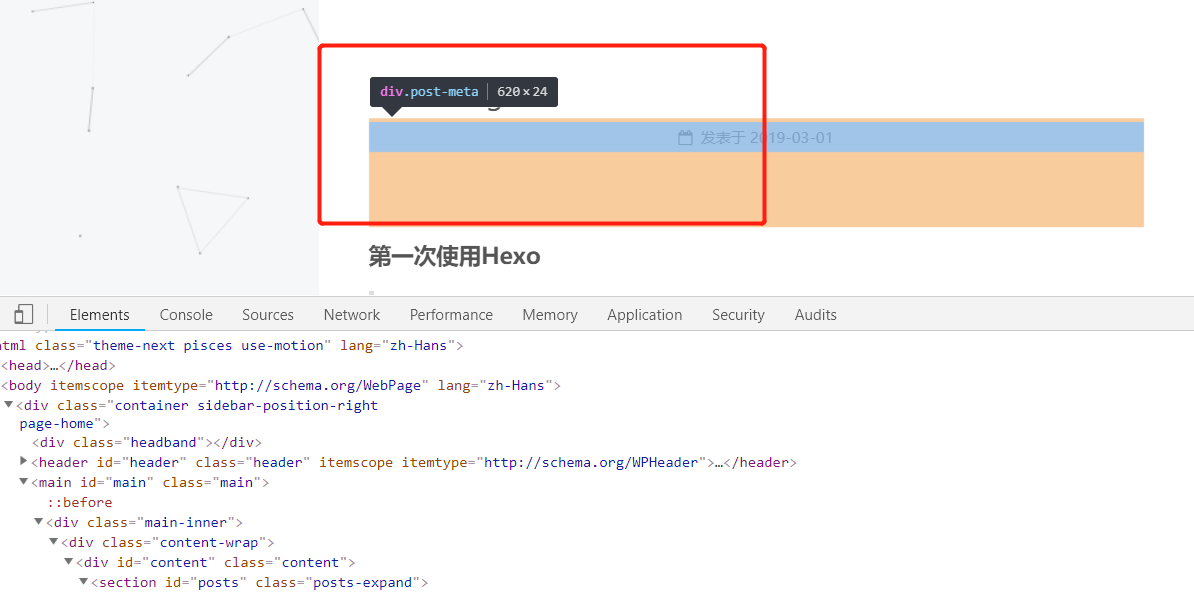 div.post-meta 620 × 24
发表于 2019-03-01
第一次使用Hexo
Elements Console Sources Network Performance Memory Application Security Audits
tml class="theme-next pisces use-motion" lang="zh-Hans">
<head>…</head>
<body itemscope itemtype="http://schema.org/WebPage" lang="zh-Hans">
▼<div class="container sidebar-position-right
page-home">
<div class="headband"></div>
▶<header id="header" class="header" itemscope itemtype="http://schema.org/WPHeader">…</header>
▼<main id="main" class="main">
::before
▼<div class="main-inner">
▼<div class="content-wrap">
▼<div id="content" class="content">
▼<section id="posts" class="posts-expand">